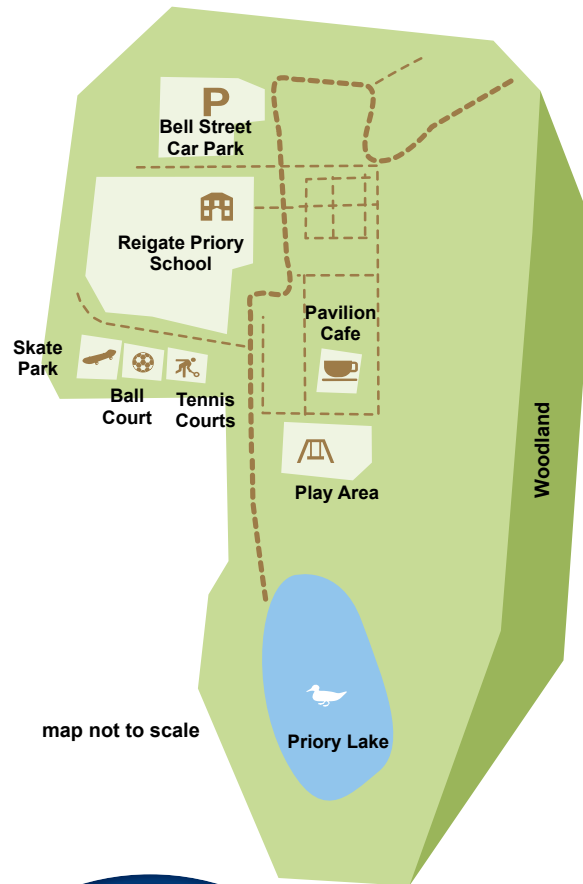 P
Bell Street
Car Park
Reigate Priory
School
Pavilion
Cafe
Skate
Park
Ball
Court
Tennis
Courts
Play Area
Woodland
map not to scale
Priory Lake